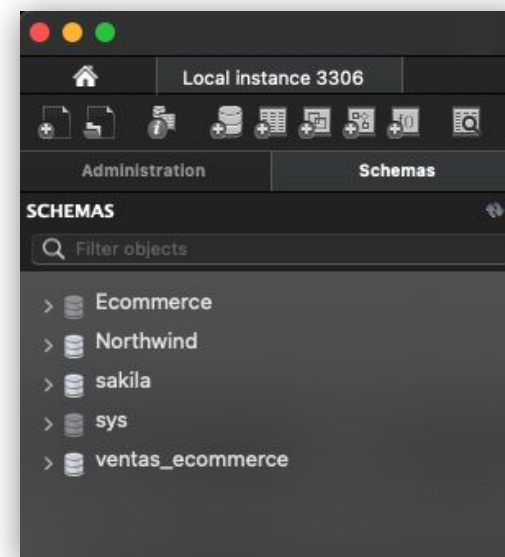 Local instance 3306
Administration Schemas
SCHEMAS
Filter objects
Ecommerce
Northwind
sakila
sys
ventas_ecommerce